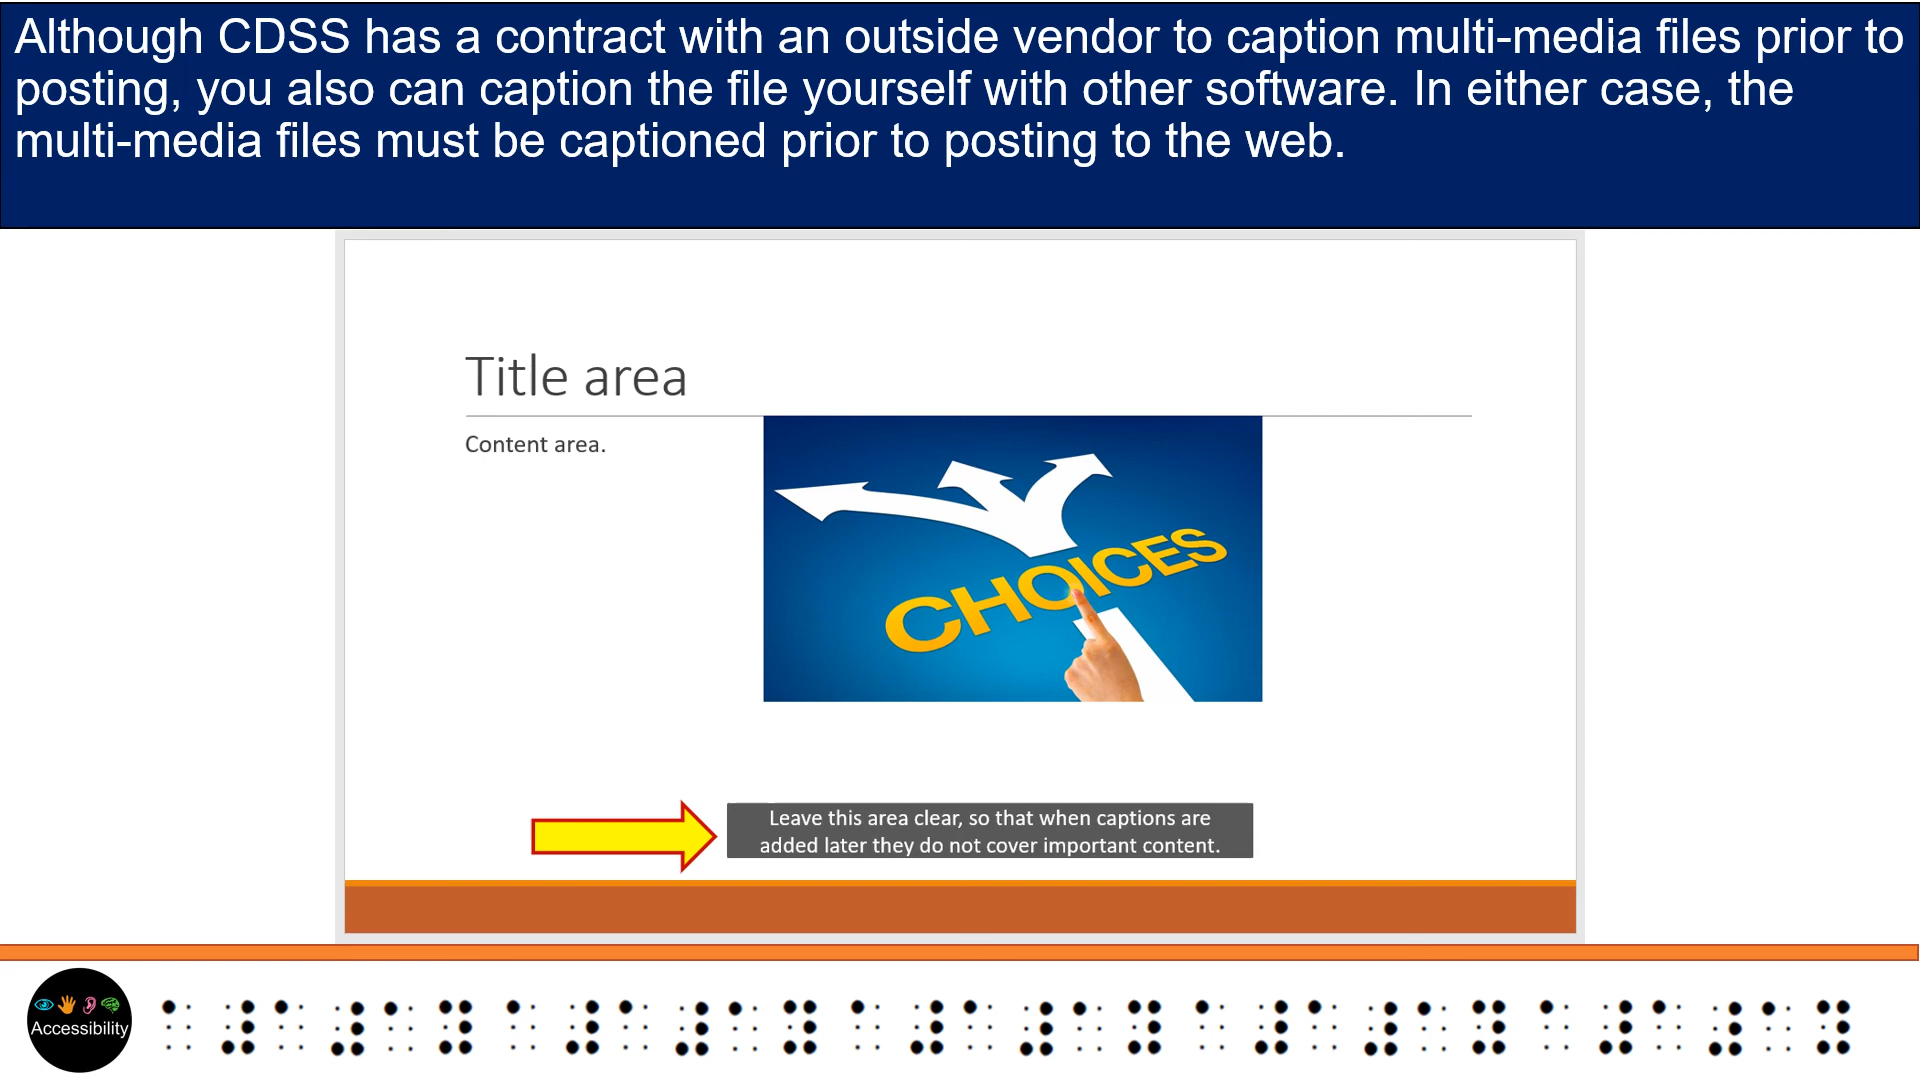 Although CDSS has a contract with an outside vendor to caption multi-media files prior to
posting, you also can caption the file yourself with other software. In either case, the
multi-media files must be captioned prior to posting to the web.
Title area
Content area.
CHOICES
Leave this area clear, so that when captions are
added later they do not cover important content.
Accessibility